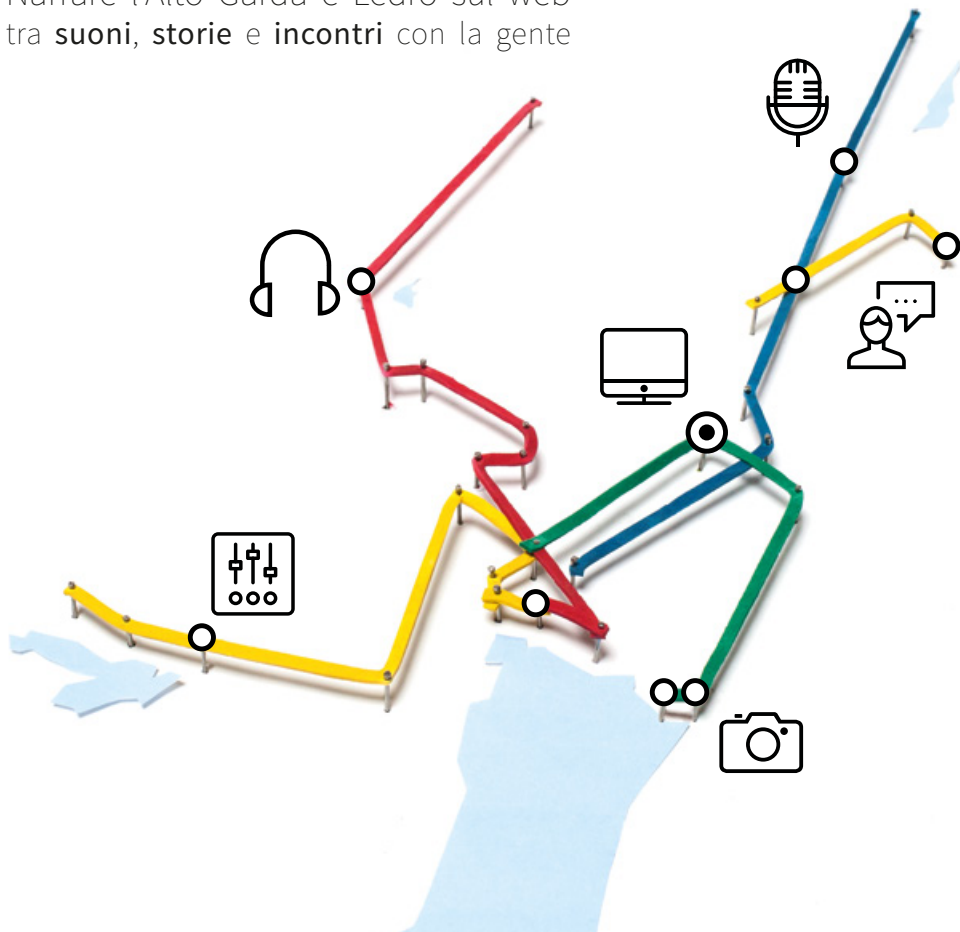 Narrare l'Alto Garda e Ledro sul web
tra suoni, storie e incontri con la gente